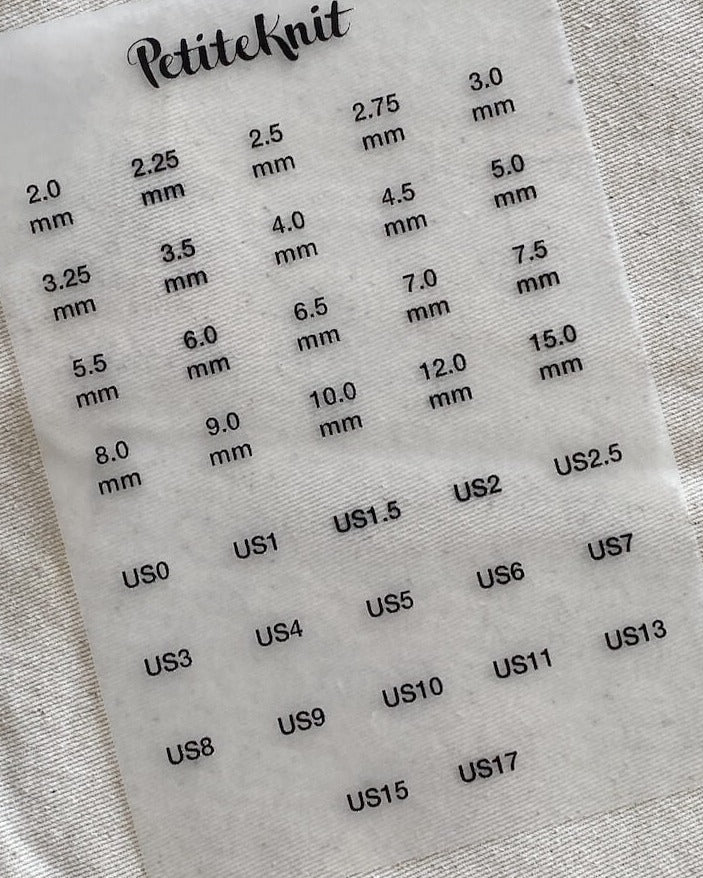 PetiteKnit
2.0 mm 2.25 mm 2.5 mm 2.75 mm 3.0 mm
3.25 mm 3.5 mm 4.0 mm 4.5 mm 5.0 mm
5.5 mm 6.0 mm 6.5 mm 7.0 mm 7.5 mm
8.0 mm 9.0 mm 10.0 mm 12.0 mm 15.0 mm
US0 US1 US1.5 US2 US2.5
US3 US4 US5 US6 US7
US8 US9 US10 US11 US13
US15 US17